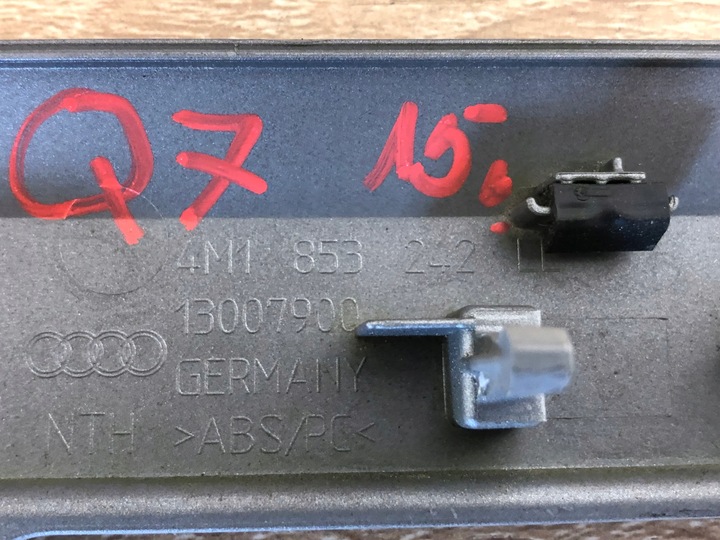 Q7 15.
4M1 853 242
13007900
GERMANY
NTH >ABS/PC<